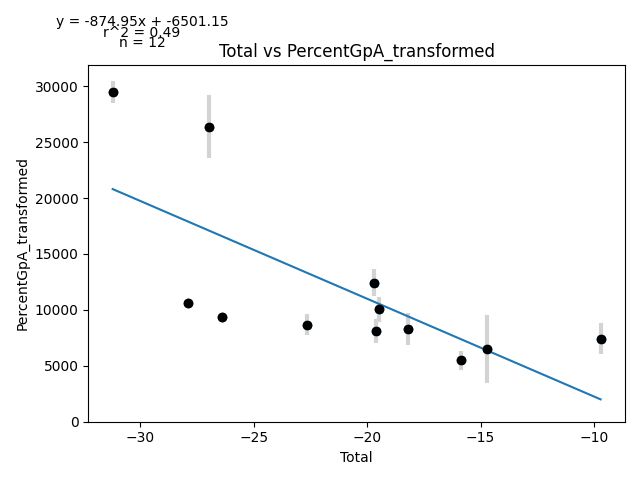 y = -874.95x + -6501.15
r^2 = 0.49
n = 12
Total vs PercentGpA_transformed
PercentGpA_transformed
30000
25000
20000
15000
10000
5000
0
−30
−25
−20
−15
−10
Total